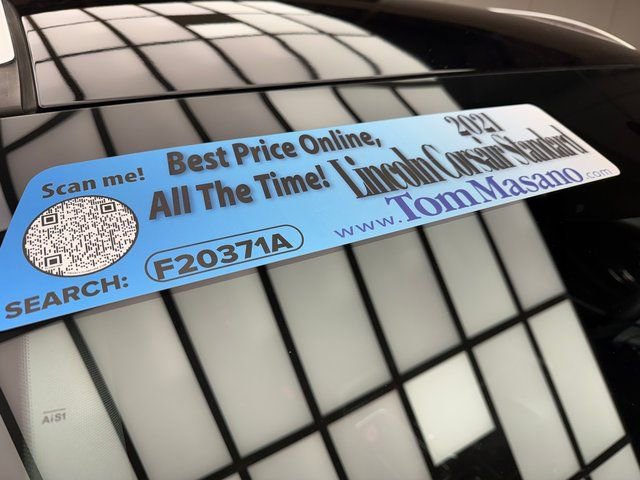 Scan me!
SEARCH:
Best Price Online,
All The Time!
F20371A
2021
Lincoln Corsair Standard
www.TomMasano.com
AS1